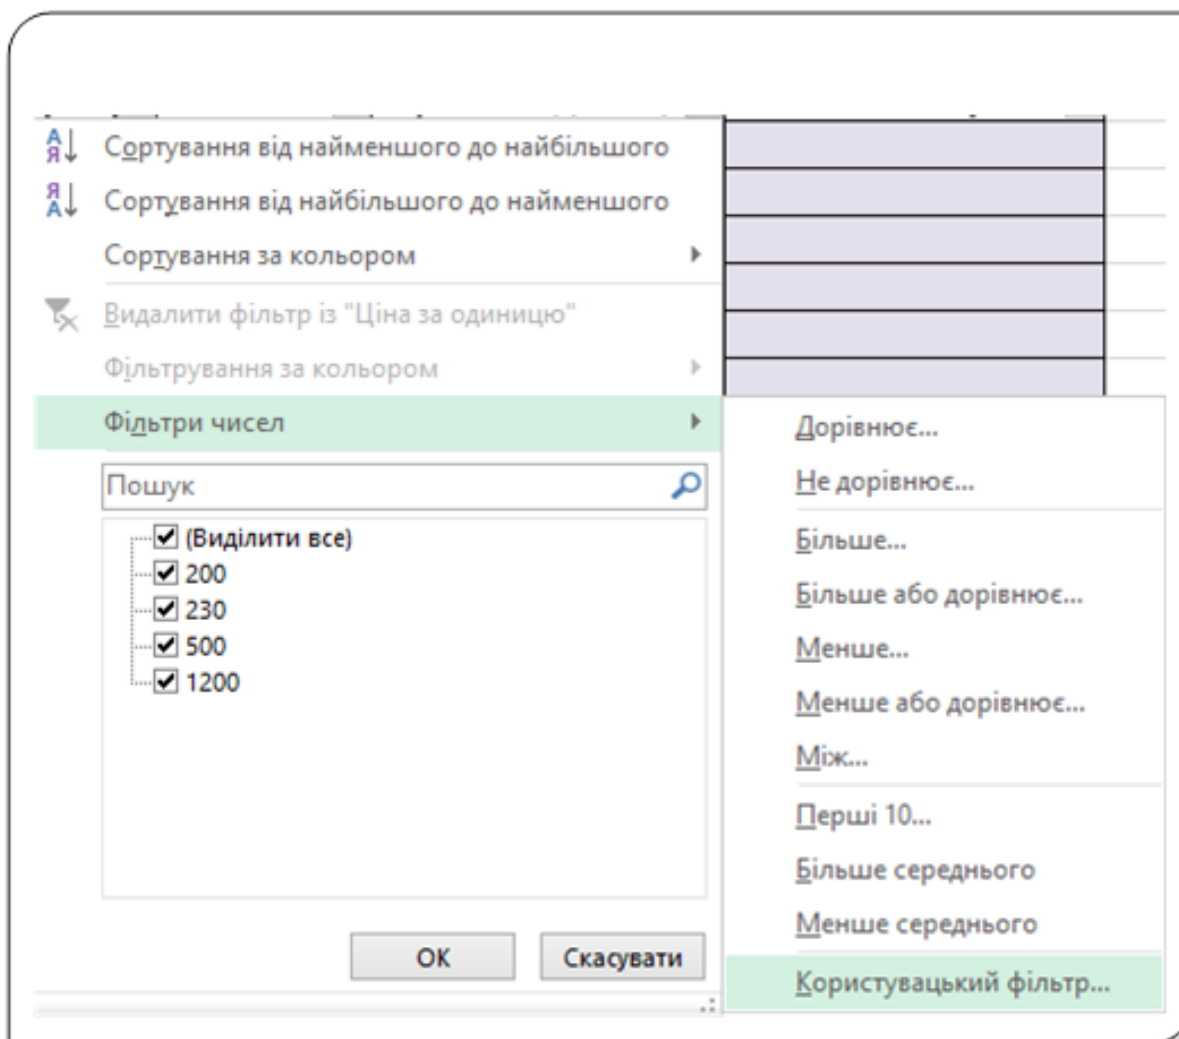 Сортування від найменшого до найбільшого
Сортування від найбільшого до найменшого
Сортування за кольором
Видалити фільтр із "Ціна за одиницю"
Фільтрування за кольором
Фільтри чисел
Пошук
(Виділити все)
200
230
500
1200
ОК
Скасувати
Дорівнює...
Не дорівнює...
Більше...
Більше або дорівнює...
Менше...
Менше або дорівнює...
Між...
Перші 10...
Більше середнього
Менше середнього
Користувацький фільтр...